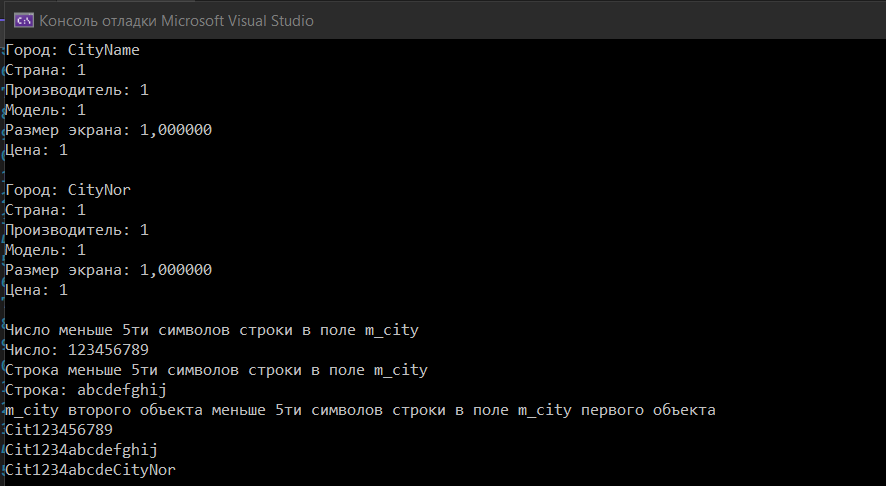 Консоль отладки Microsoft Visual Studio
Город: CityName
Страна: 1
Производитель: 1
Модель: 1
Размер экрана: 1,000000
Цена: 1
Город: CityNor
Страна: 1
Производитель: 1
Модель: 1
Размер экрана: 1,000000
Цена: 1
Число меньше 5ти символов строки в поле m_city
Число: 123456789
Строка меньше 5ти символов строки в поле m_city
Строка: abcdefghij
m_city второго объекта меньше 5ти символов строки в поле m_city первого объекта
Cit123456789
Cit1234abcdefghij
Cit1234abcdeCityNor